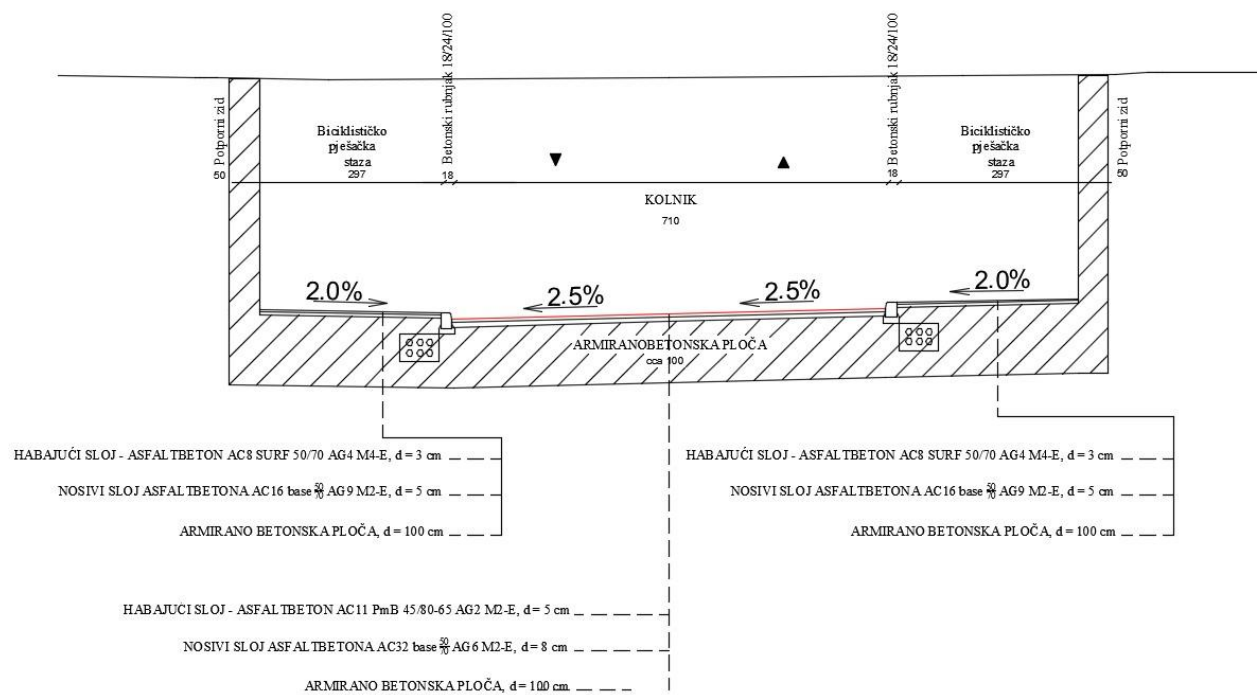 50 Potporni zid
Biciklističko
pješačka
staza
297
Betonski rubnjak 18/24/100
18
KOLNIK
710
Betonski rubnjak 18/24/100
18
Biciklističko
pješačka
staza
297
50 Potporni zid
2.0%
2.5%
2.5%
2.0%
ARMIRANOBETONSKA PLOČA
cca 100
HABAJUĆI SLOJ - ASFALTBETON AC8 SURF 50/70 AG4 M4-E, d = 3 cm
NOSIVI SLOJ ASFALTBETONA AC16 base 50/70 AG9 M2-E, d = 5 cm
ARMIRANO BETONSKA PLOČA, d = 100 cm
HABAJUĆI SLOJ - ASFALTBETON AC8 SURF 50/70 AG4 M4-E, d = 3 cm
NOSIVI SLOJ ASFALTBETONA AC16 base 50/70 AG9 M2-E, d = 5 cm
ARMIRANO BETONSKA PLOČA, d = 100 cm
HABAJUĆI SLOJ - ASFALTBETON AC11 PmB 45/80-65 AG2 M2-E, d = 5 cm
NOSIVI SLOJ ASFALTBETONA AC32 base 50/70 AG6 M2-E, d = 8 cm
ARMIRANO BETONSKA PLOČA, d = 100 cm